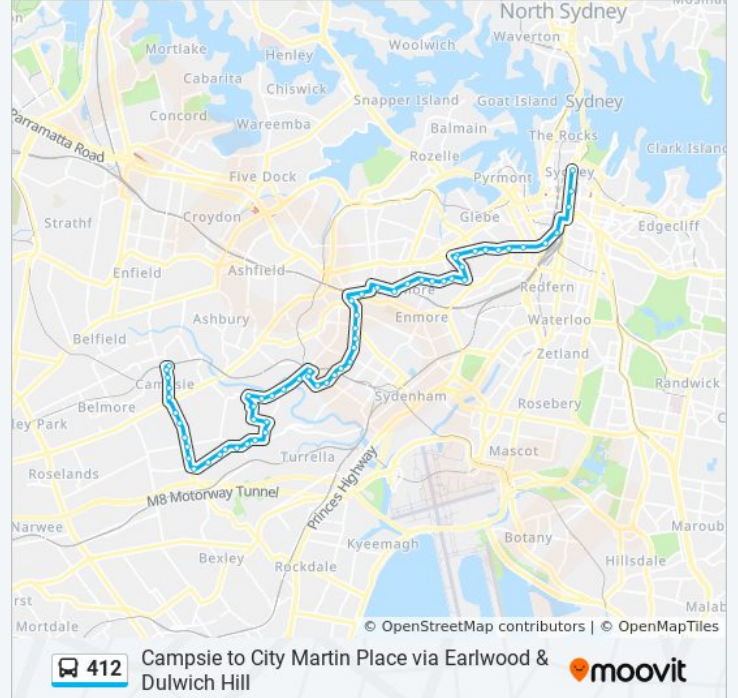 North Sydney
Waverton
Mortlake
Henley
Woolwich
Cabarita
Chiswick
Snapper Island
Goat Island
Sydney
Concord
Wareemba
Parramatta Road
Balmain
The Rocks
Clark Island
Rozelle
Five Dock
Pyrmont
Sydney
Strathf
Croydon
Glebe
Edgecliff
Enfield
Ashfield
Redfern
more
Ashbury
Enmore
Waterloo
Belfield
Zetland
Campsie
Randwick
Belmore
Sydenham
Rosebery
ley Park
Turrella
Mascot
Roselands
M8 Motorway Tunnel
Princes Highway
Narwee
Botany
Maroub
Kyeemagh
Bexley
Rockdale
Hillsdale
rst
Malab
Mortdale
© OpenStreetMap contributors | © OpenMapTiles
412
Campsie to City Martin Place via Earlwood &
Dulwich Hill
moovit